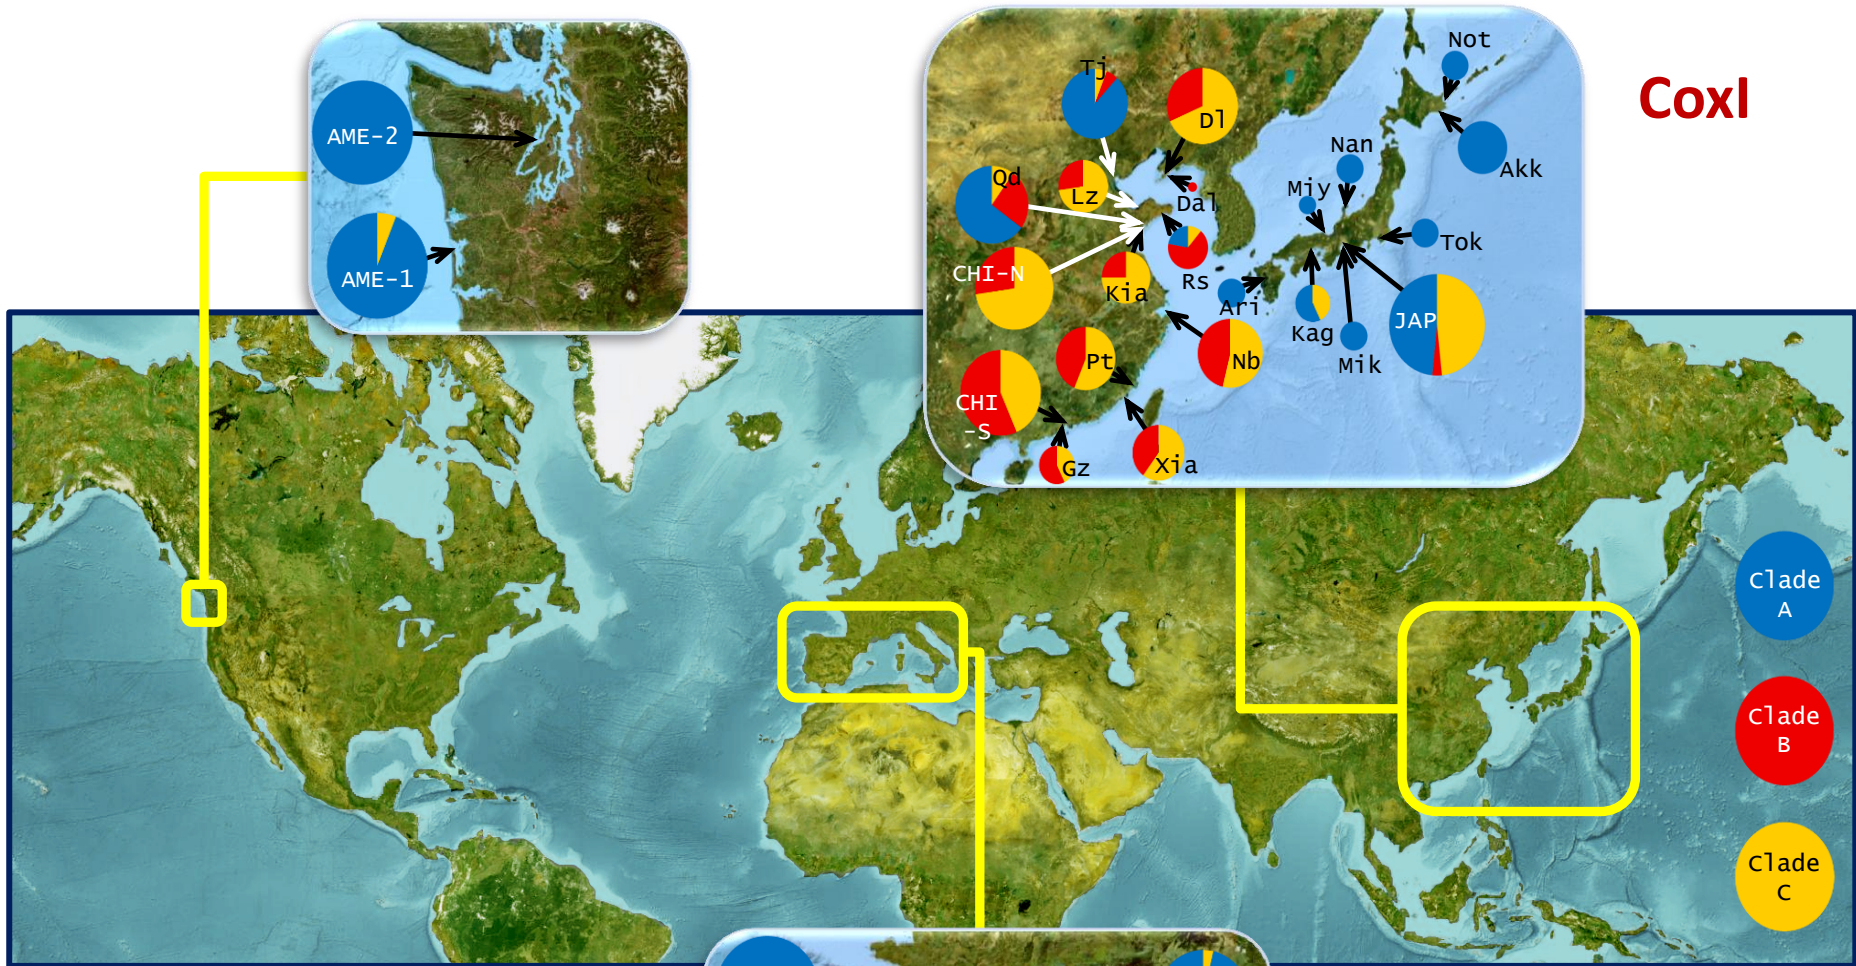 CoxI
AME-2
AME-1
Tj
Dl
Qd
Lz
Dal
CHI-N
Kia
Rs
Ari
Pt
Nb
CHI
-S
Gz
Xia
Not
Akk
Nan
Miy
Tok
Kag
Mik
JAP
Clade
A
Clade
B
Clade
C